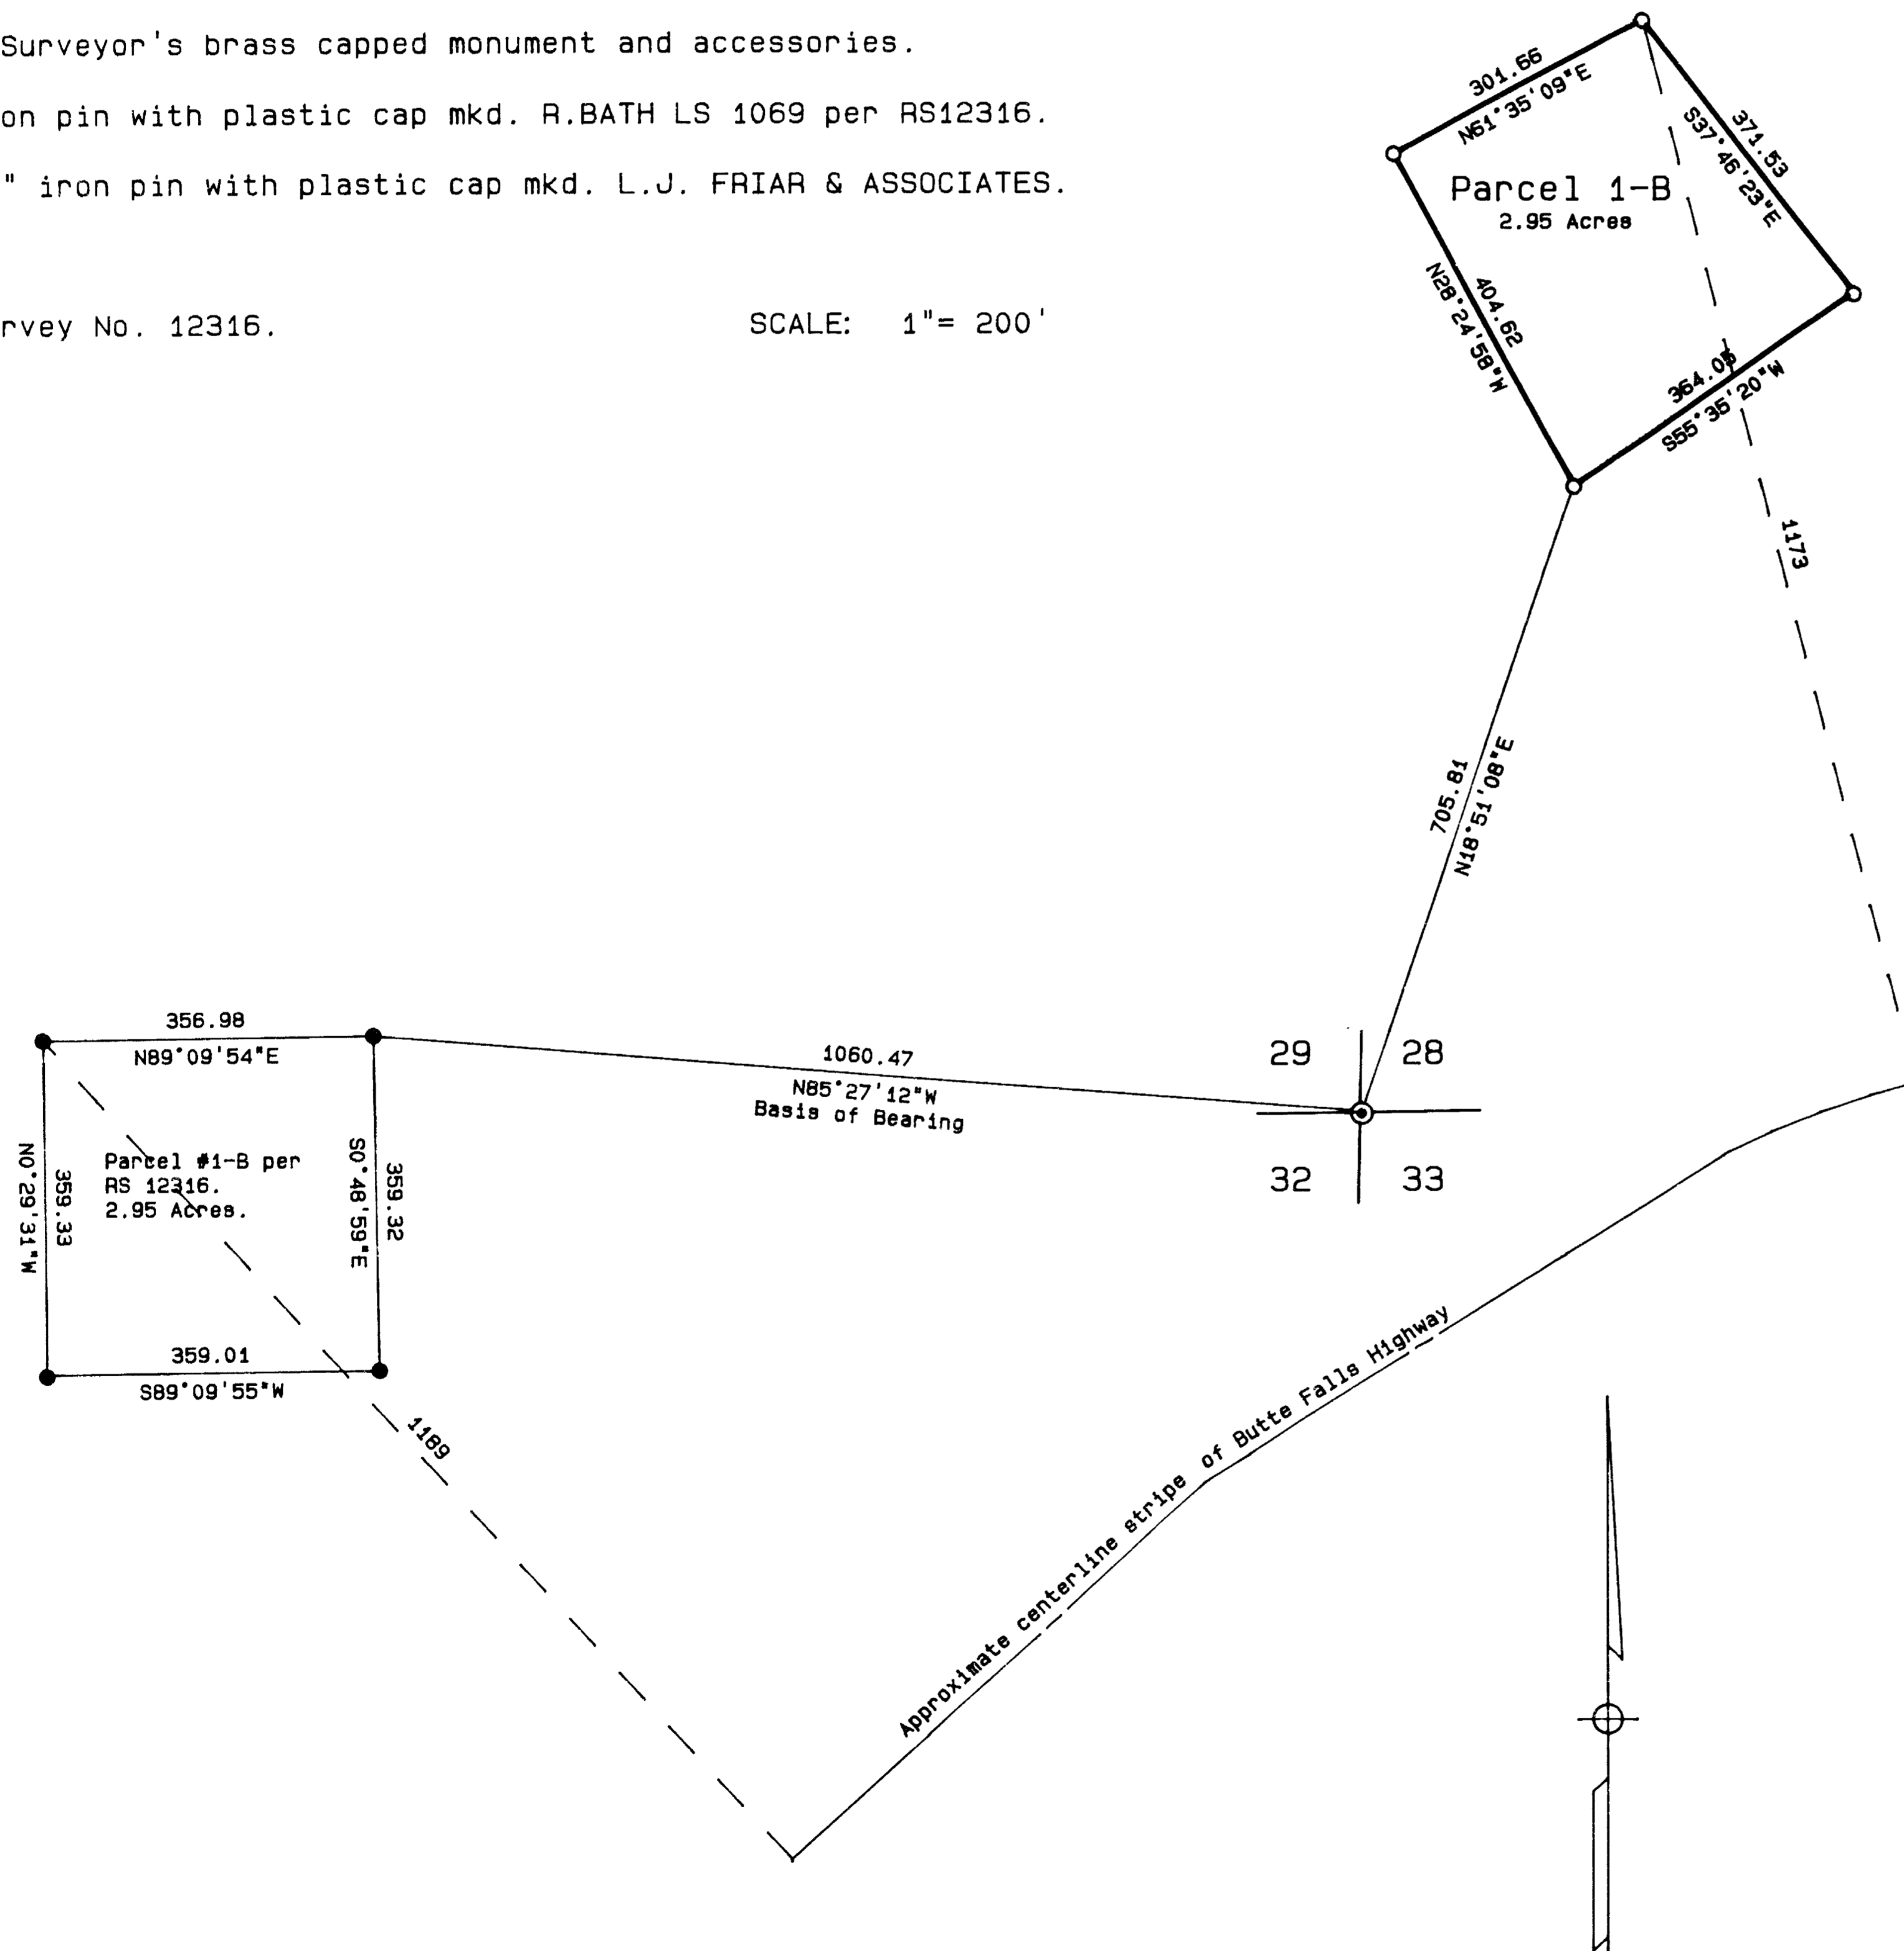 Surveyor's brass capped monument and accessories.
on pin with plastic cap mkd. R.BATH LS 1069 per RS12316.
" iron pin with plastic cap mkd. L.J. FRIAR & ASSOCIATES.
rvey No. 12316.
SCALE: 1"= 200'
301.66
N61°35'09"E
371.53
S37°46'23"E
Parcel 1-B
2.95 Acres
404.62
N28°24'58"W
S55°35'20"W
1173
705.81
N18°51'08"E
356.98
N89°09'54"E
1060.47
N85°27'12"W
Basis of Bearing
29
28
32
33
N0°29'31"W
359.33
Parcel #1-B per
RS 12316.
2.95 Acres.
S0°48'59"E
359.32
359.01
S89°09'55"W
1189
Approximate centerline stripe of Butte Falls Highway